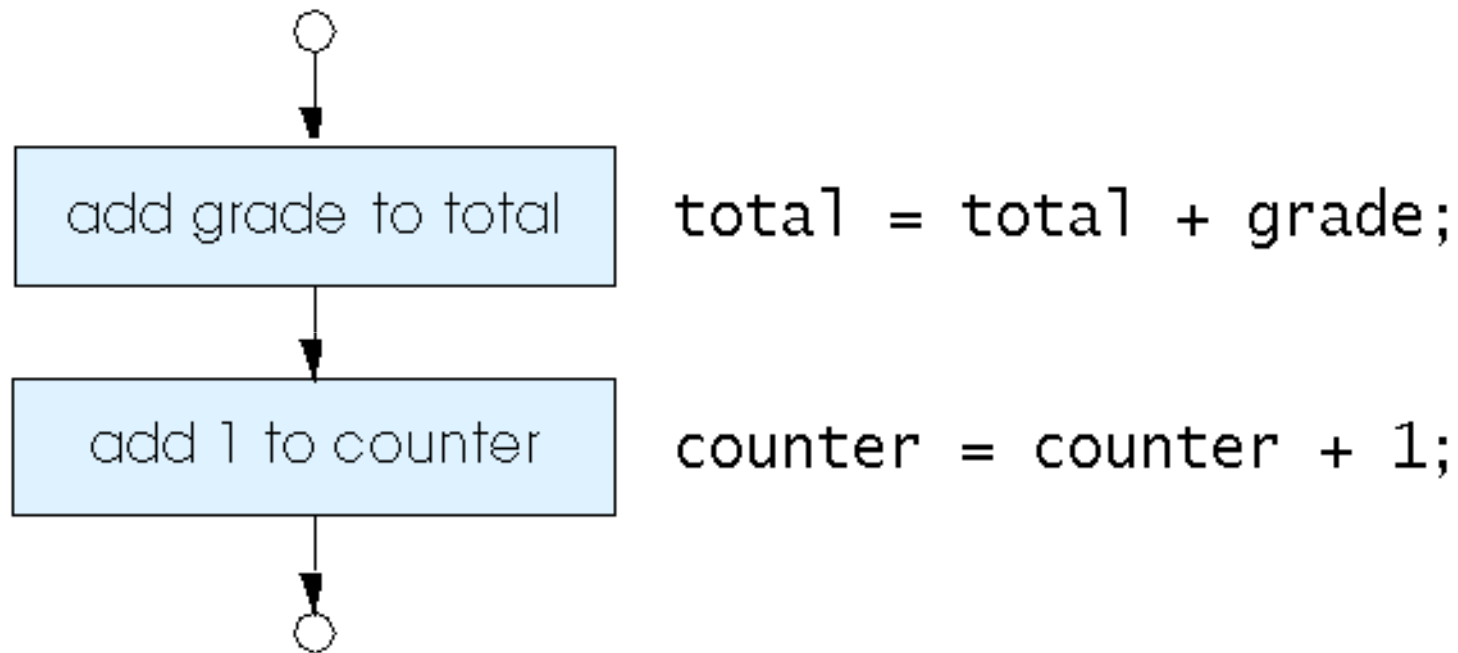 add grade to total
total = total + grade;
add 1 to counter
counter = counter + 1;